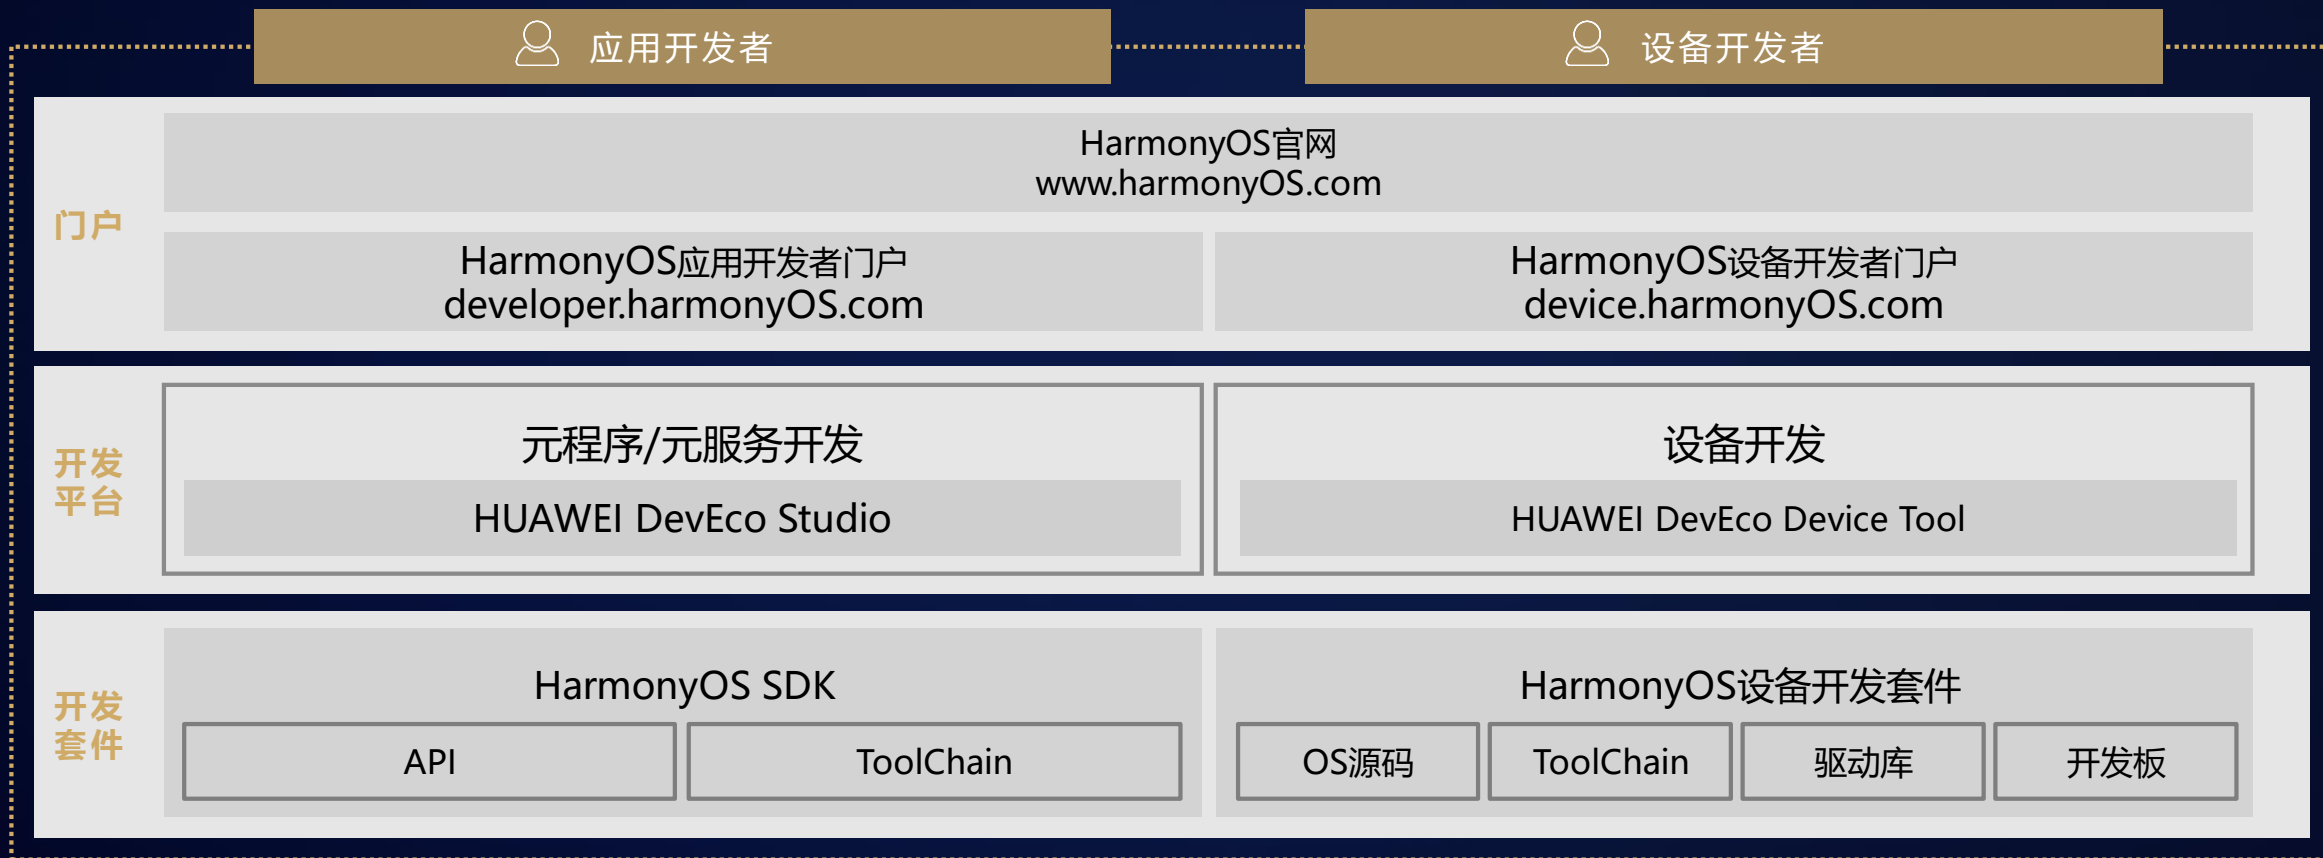 应用开发者
设备开发者
门户
HarmonyOS官网
www.harmonyOS.com
HarmonyOS应用开发者门户
developer.harmonyOS.com
HarmonyOS设备开发者门户
device.harmonyOS.com
开发
平台
元程序/元服务开发
HUAWEI DevEco Studio
设备开发
HUAWEI DevEco Device Tool
开发
套件
HarmonyOS SDK
API
ToolChain
HarmonyOS设备开发套件
OS源码
ToolChain
驱动库
开发板